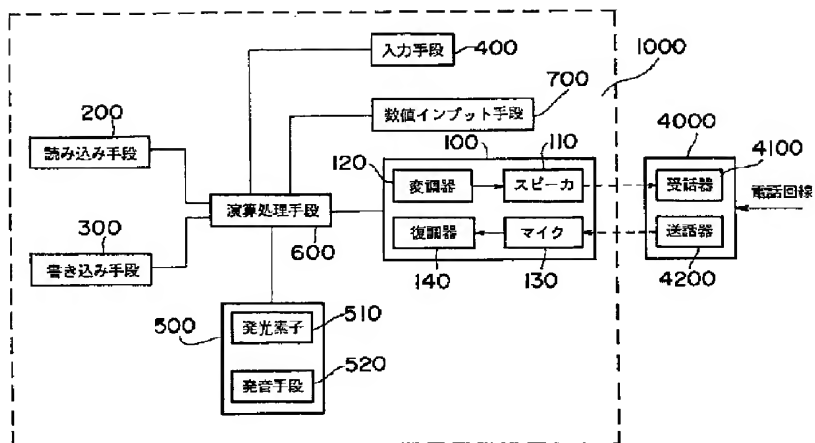 入力手段
400
1000
700
数値インプット手段
200
読み込み手段
100
110
4000
4100
120
変調器
スピーカ
受話器
電話回線
演算処理手段
600
300
書き込み手段
復調器
マイク
送話器
140
130
4200
500
発光素子
510
発音手段
520